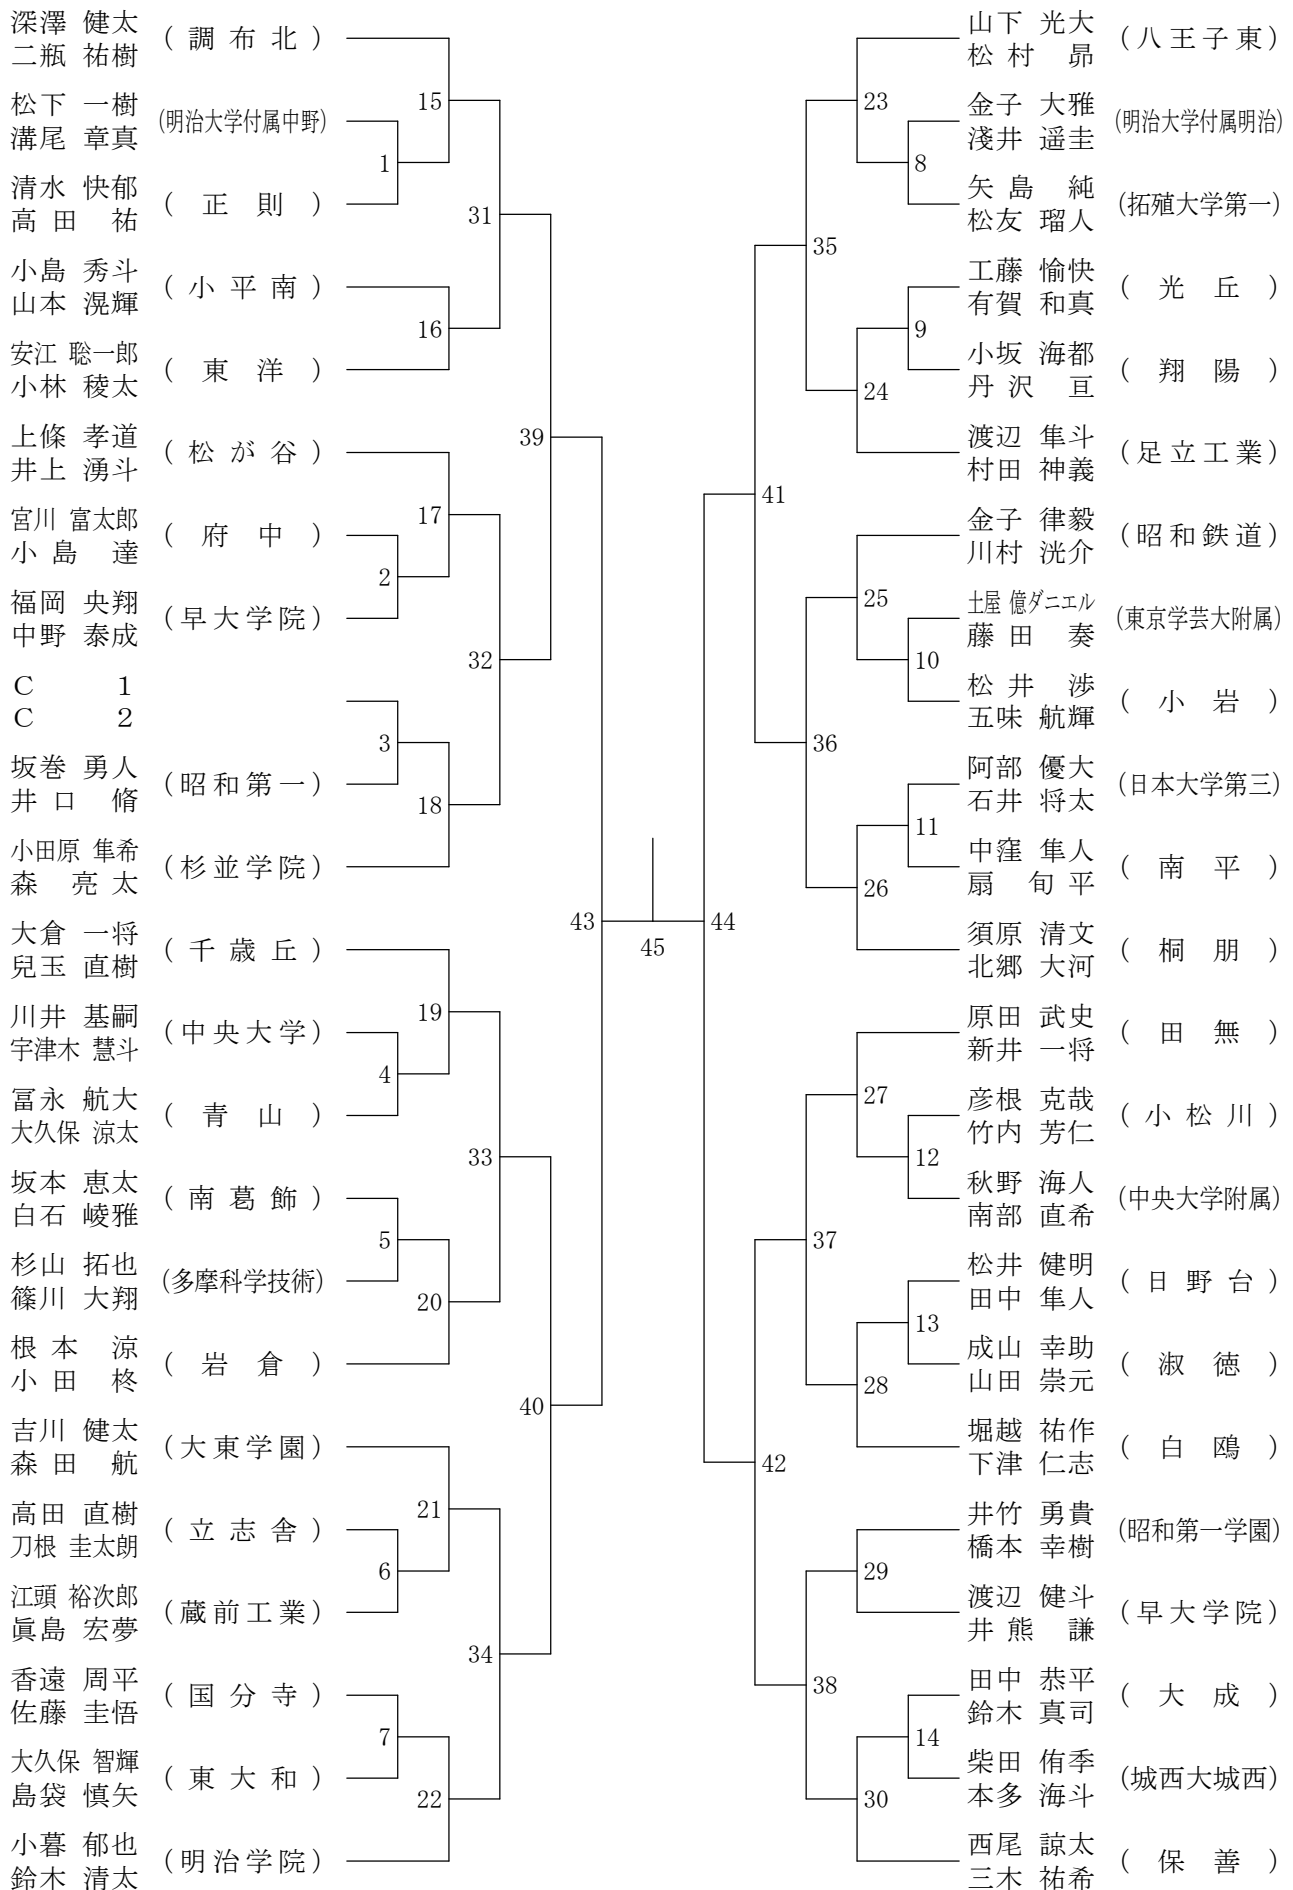 深澤 健太
二瓶 祐樹
(調布北)
松下 一樹
溝尾 章真
(明治大学付属中野)
清水 快郁
高田 祐
(正則)
小島 秀斗
山本 滉輝
(小平南)
安江 聡一郎
小林 稜太
(東洋)
上條 孝道
井上 湧斗
(松が谷)
宮川 富太郎
小島 達
(府中)
福岡 央翔
中野 泰成
(早大学院)
C 1
C 2
坂巻 勇人
井口 脩
(昭和第一)
小田原 隼希
森 亮太
(杉並学院)
大倉 一将
兒玉 直樹
(千歳丘)
川井 基嗣
宇津木 慧斗
(中央大学)
冨永 航大
大久保 涼太
(青山)
坂本 恵太
白石 崚雅
(南葛飾)
杉山 拓也
篠川 大翔
(多摩科学技術)
根本 涼
小田 柊
(岩倉)
吉川 健太
森田 航
(大東学園)
高田 直樹
刀根 圭太朗
(立志舎)
江頭 裕次郎
眞島 宏夢
(蔵前工業)
香遠 周平
佐藤 圭悟
(国分寺)
大久保 智輝
島袋 慎矢
(東大和)
小暮 郁也
鈴木 清太
(明治学院)
1
2
3
4
5
6
7
15
16
17
18
19
20
21
22
31
32
33
34
39
40
43
45
44
41
42
35
36
37
38
23
24
25
26
27
28
29
30
8
9
10
11
12
13
14
山下 光大
松村 昴
(八王子東)
金子 大雅
淺井 遥圭
(明治大学付属明治)
矢島 純
松友 瑠人
(拓殖大学第一)
工藤 愉快
有賀 和真
(光丘)
小坂 海都
丹沢 亘
(翔陽)
渡辺 隼斗
村田 神義
(足立工業)
金子 律毅
川村 洸介
(昭和鉄道)
土屋 億ダニエル
藤田 奏
(東京学芸大附属)
松井 渉
五味 航輝
(小岩)
阿部 優大
石井 将太
(日本大学第三)
中窪 隼人
扇 旬平
(南平)
須原 清文
北郷 大河
(桐朋)
原田 武史
新井 一将
(田無)
彦根 克哉
竹内 芳仁
(小松川)
秋野 海人
南部 直希
(中央大学附属)
松井 健明
田中 隼人
(日野台)
成山 幸助
山田 崇元
(淑徳)
堀越 祐作
下津 仁志
(白鴎)
井竹 勇貴
橋本 幸樹
(昭和第一学園)
渡辺 健斗
井熊 謙
(早大学院)
田中 恭平
鈴木 真司
(大成)
柴田 侑季
本多 海斗
(城西大城西)
西尾 諒太
三木 祐希
(保善)